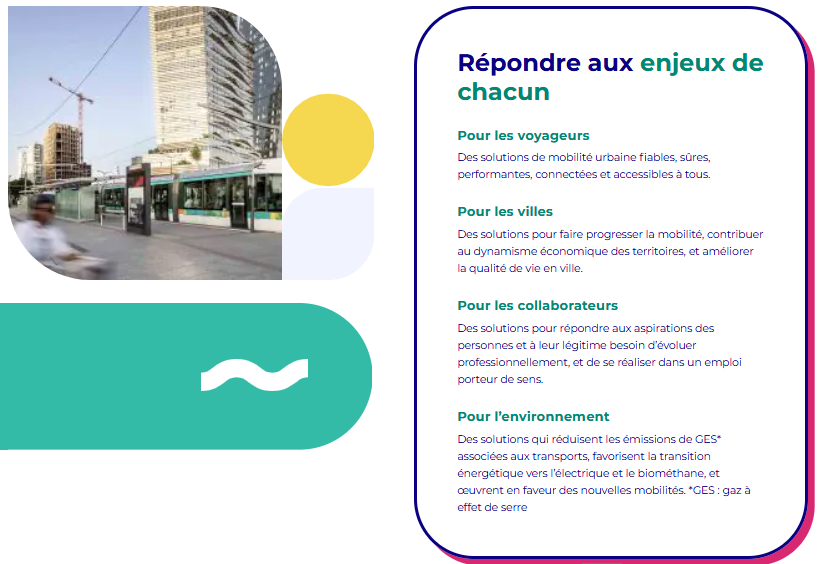 Répondre aux enjeux de
chacun
Pour les voyageurs
Des solutions de mobilité urbaine fiables, sûres,
performantes, connectées et accessibles à tous.
Pour les villes
Des solutions pour faire progresser la mobilité, contribuer
au dynamisme économique des territoires, et améliorer
la qualité de vie en ville.
Pour les collaborateurs
Des solutions pour répondre aux aspirations des
personnes et à leur légitime besoin d’évoluer
professionnellement, et de se réaliser dans un emploi
porteur de sens.
Pour l’environnement
Des solutions qui réduisent les émissions de GES*
associées aux transports, favorisent la transition
énergétique vers l’électrique et le biométhane, et
œuvrent en faveur des nouvelles mobilités. *GES : gaz à
effet de serre